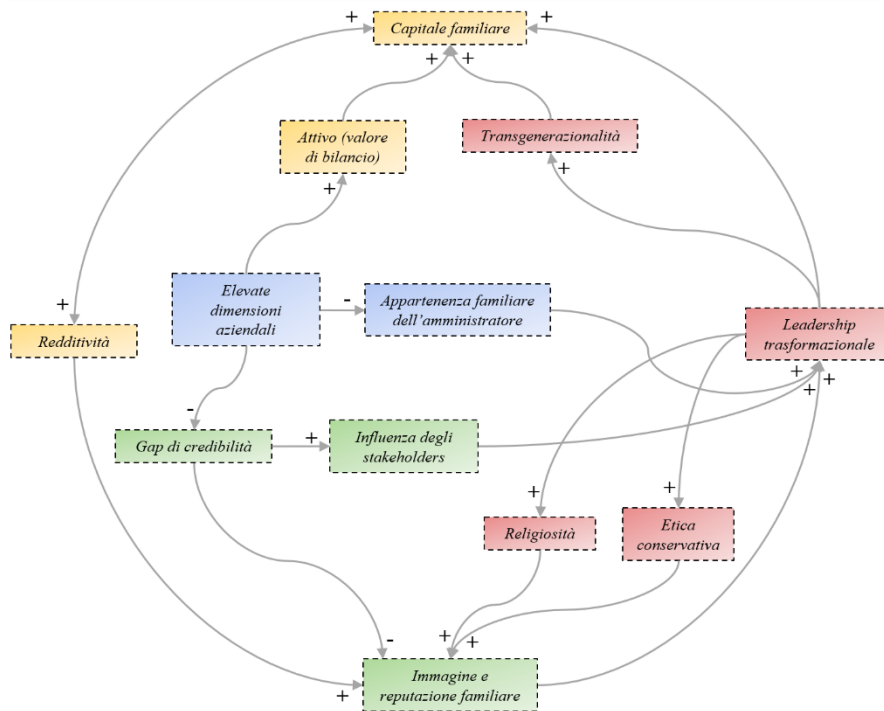 +
+
Capitale familiare
+
+
Attivo (valore
di bilancio)
Transgenerazionalità
+
+
Elevate
dimensioni
aziendali
-
Appartenenza familiare
dell'amministratore
+
Redditività
Leadership
trasformazionale
+
+
+
-
Gap di credibilità
+
Influenza degli
stakeholders
+
+
Religiosità
Etica
conservativa
-
+
+
+
Immagine e
reputazione familiare